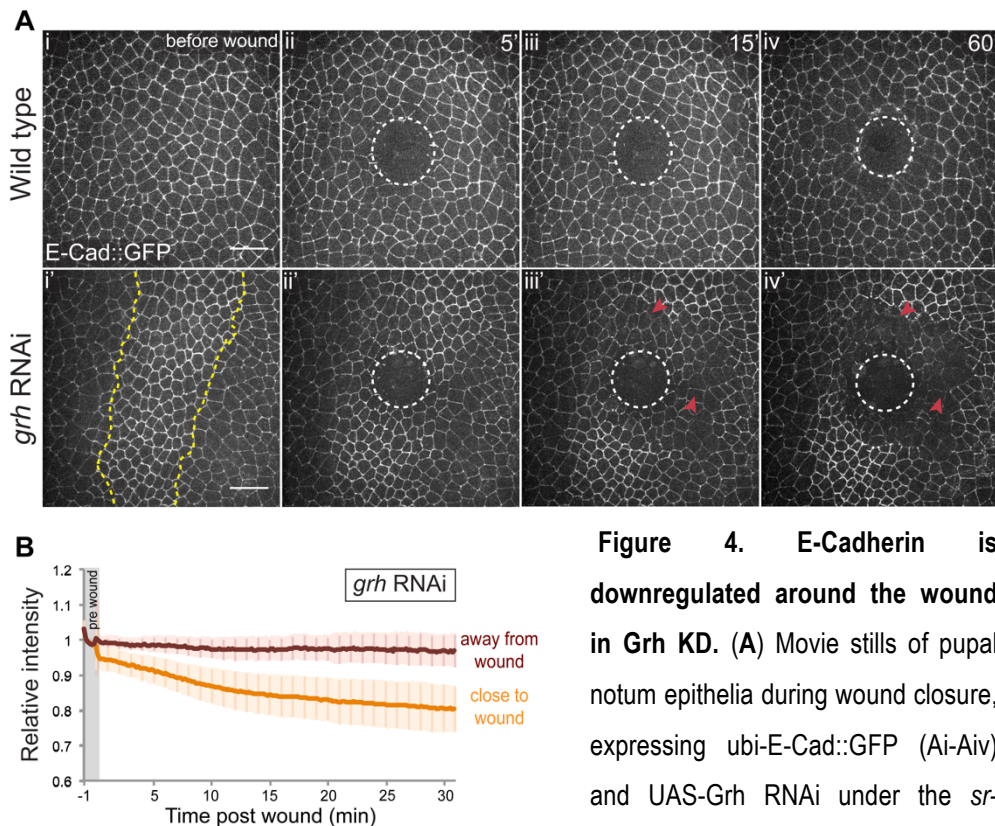 A
i
before wound
ii
5'
iii
15'
iv
60'
Wild type
E-Cad::GFP
i'
ii'
iii'
iv'
grh RNAi
B
1.2
1.1
1
0.9
0.8
0.7
0.6
Relative intensity
pre wound
grh RNAi
away from
wound
close to
wound
-1
5
10
15
20
25
30
Time post wound (min)
Figure 4. E-Cadherin is
downregulated around the wound
in Grh KD. (A) Movie stills of pupal
notum epithelia during wound closure,
expressing ubi-E-Cad::GFP (Ai-Aiv)
and UAS-Grh RNAi under the sr-